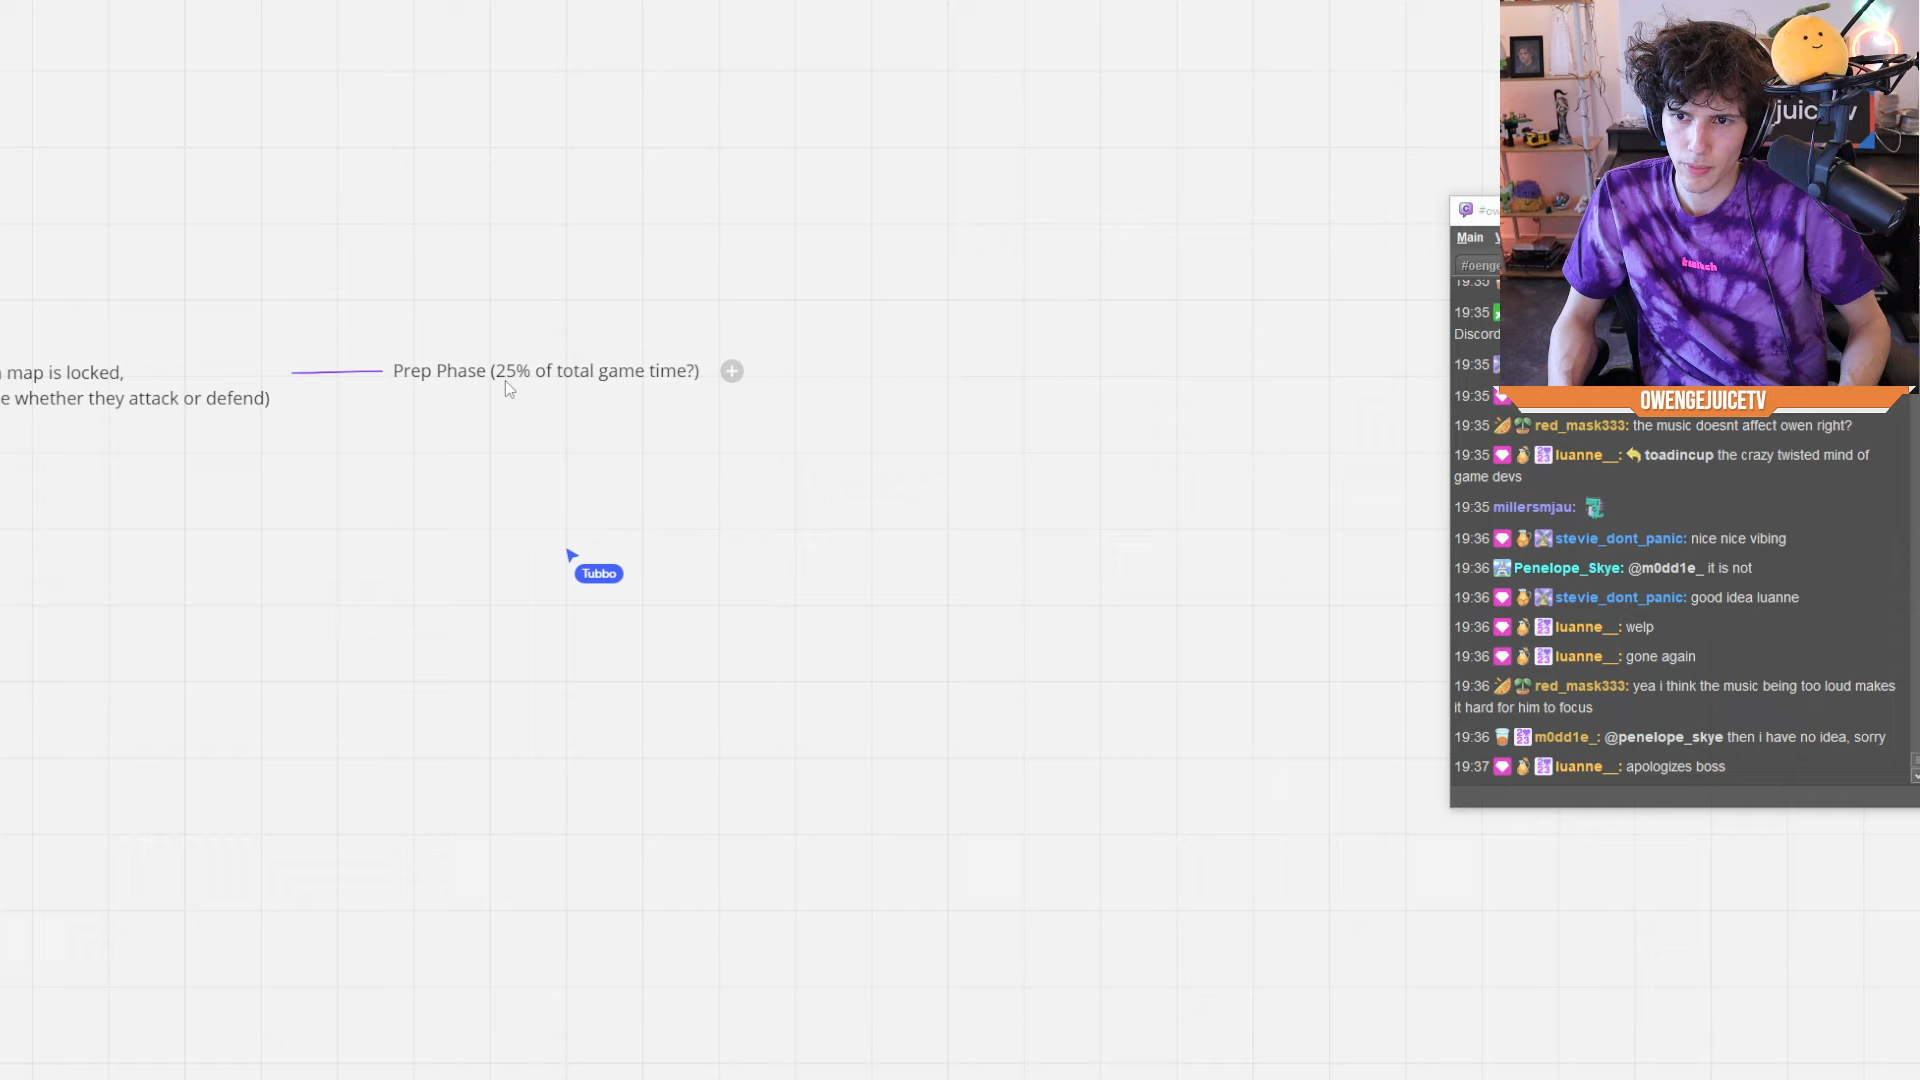 map is locked,
e whether they attack or defend)
Prep Phase (25% of total game time?)
Tubbo
twitch
Main
19:35
Discord
19:35
19:35
OWENGEJUICETV
19:35 red_mask333: the music doesnt affect owen right?
19:35 luanne__: toadincup the crazy twisted mind of
game devs
19:35 millersmjau:
19:36 stevie_dont_panic: nice nice vibing
19:36 Penelope_Skye: @m0dd1e_ it is not
19:36 stevie_dont_panic: good idea luanne
19:36 luanne__: welp
19:36 luanne__: gone again
19:36 red_mask333: yea i think the music being too loud makes
it hard for him to focus
19:36 m0dd1e_: @penelope_skye then i have no idea, sorry
19:37 luanne__: apologizes boss